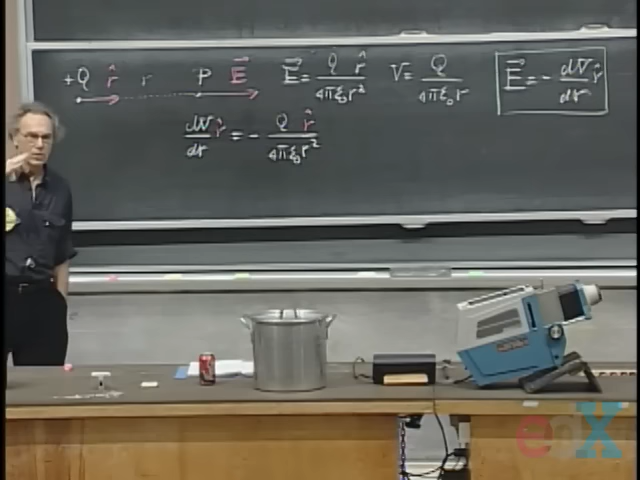 +Q r̂ r P E⃗ E⃗ = Q r̂ / 4πε₀r² V = Q / 4πε₀r E⃗ = - dV/dr r̂
dV/dr r̂ = - Q r̂ / 4πε₀r²
edX